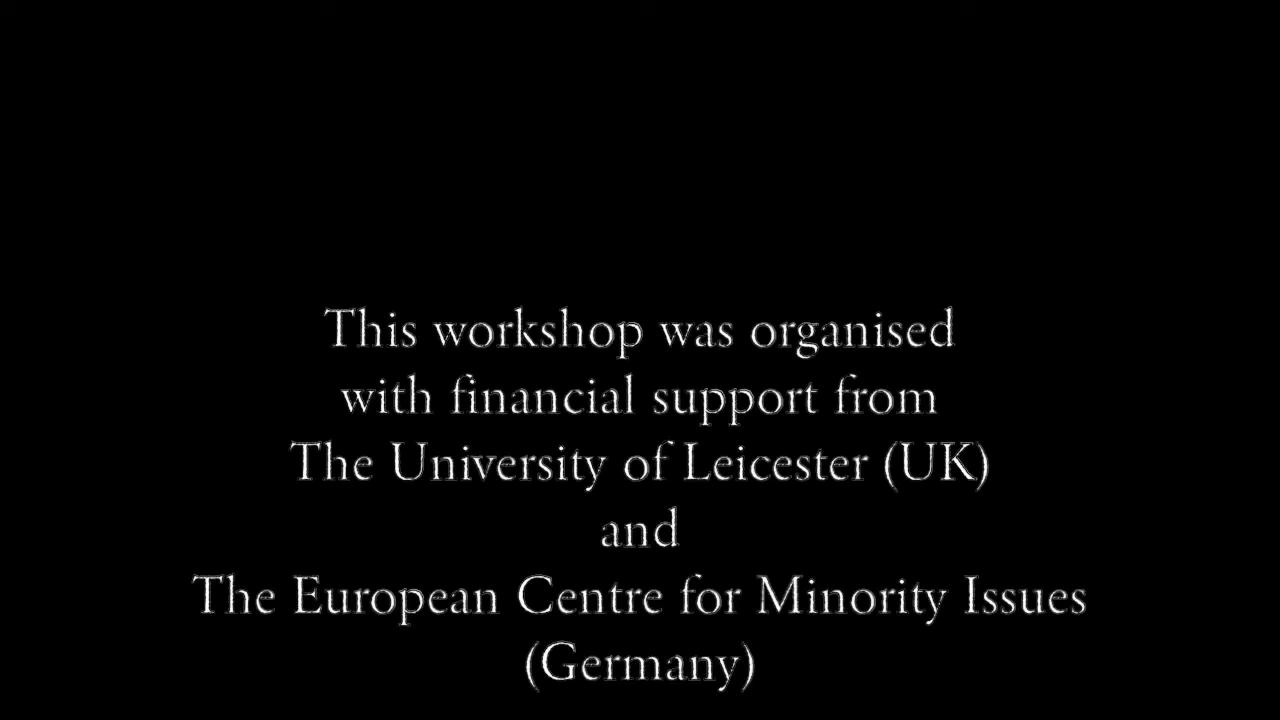 This workshop was organised
with financial support from
The University of Leicester (UK)
and
The European Centre for Minority Issues
(Germany)